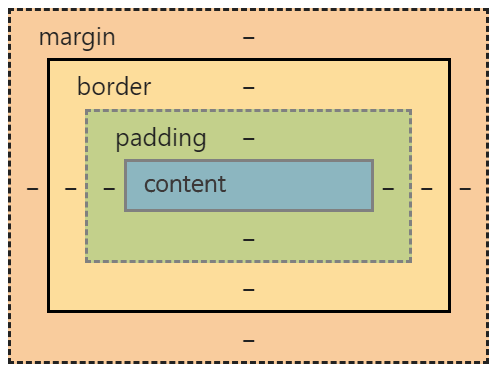 margin –
border –
padding –
– – – content – – –
–
–
–